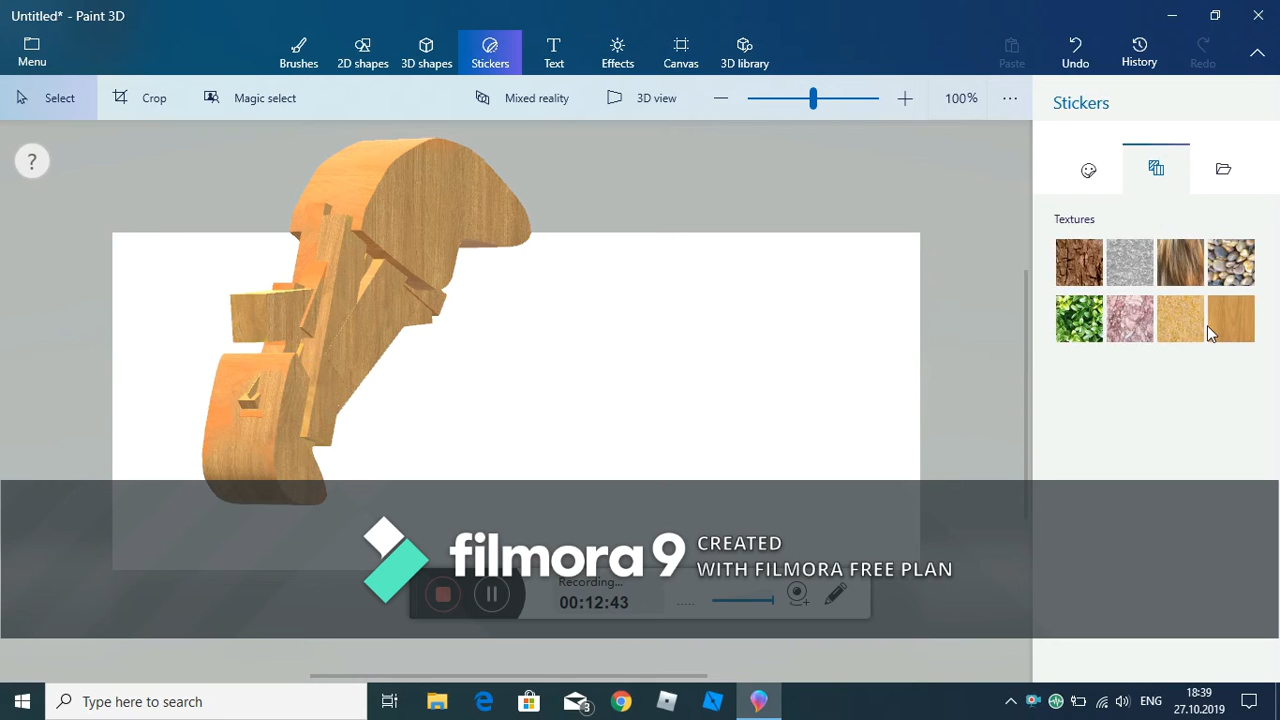 Untitled* - Paint 3D
Menu
Brushes
2D shapes
3D shapes
Stickers
Text
Effects
Canvas
3D library
Paste
Undo
History
Redo
Select
Crop
Magic select
Mixed reality
3D view
100%
Stickers
?
Textures
filmora 9
CREATED
WITH FILMORA FREE PLAN
Recording...
00:12:43
Type here to search
3
ENG
18:39
27.10.2019